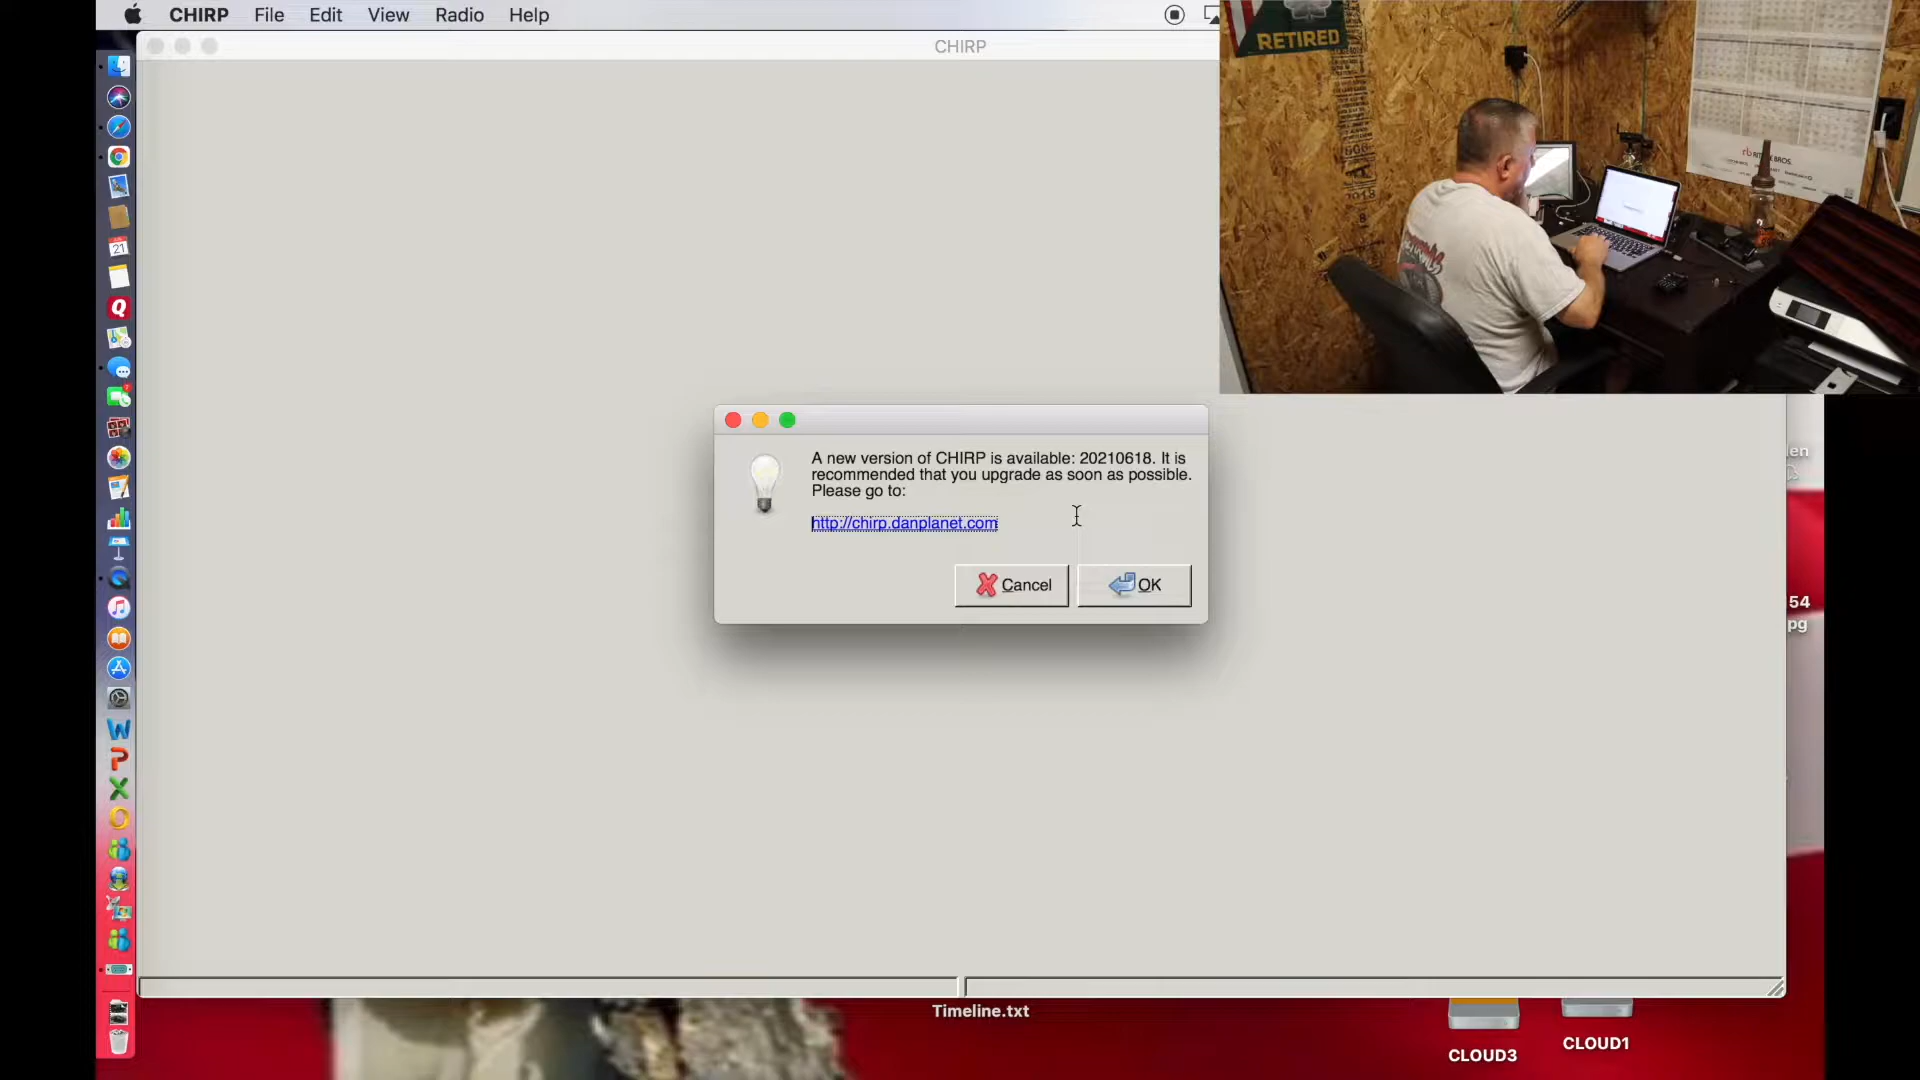 CHIRP File Edit View Radio Help
CHIRP
RETIRED
21
A new version of CHIRP is available: 20210618. It is
recommended that you upgrade as soon as possible.
Please go to:
http://chirp.danplanet.com
Cancel OK
54
pg
Timeline.txt
CLOUD3
CLOUD1